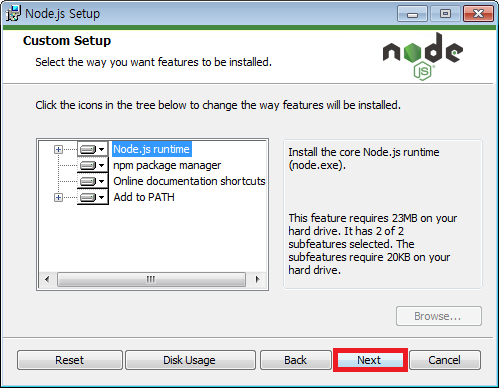 Node.js Setup
Custom Setup
Select the way you want features to be installed.
node
JS
Click the icons in the tree below to change the way features will be installed.
Node.js runtime
npm package manager
Online documentation shortcuts
Add to PATH
Install the core Node.js runtime
(node.exe).
This feature requires 23MB on your
hard drive. It has 2 of 2
subfeatures selected. The
subfeatures require 20KB on your
hard drive.
Browse...
Reset
Disk Usage
Back
Next
Cancel